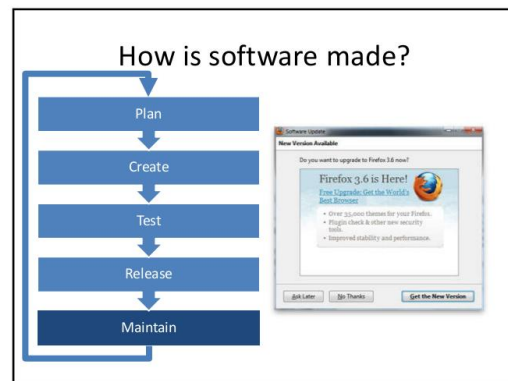 How is software made?
Plan
Create
Test
Release
Maintain
Software Update
New Version Available
Do you want to upgrade to Firefox 3.6 now?
Firefox 3.6 is Here!
Free Upgrade: Get the World's
Best Browser
• Over 35,000 themes for your Firefox.
• Plugin check & other new security
tools.
• Improved stability and performance.
Ask Later
No Thanks
Get the New Version